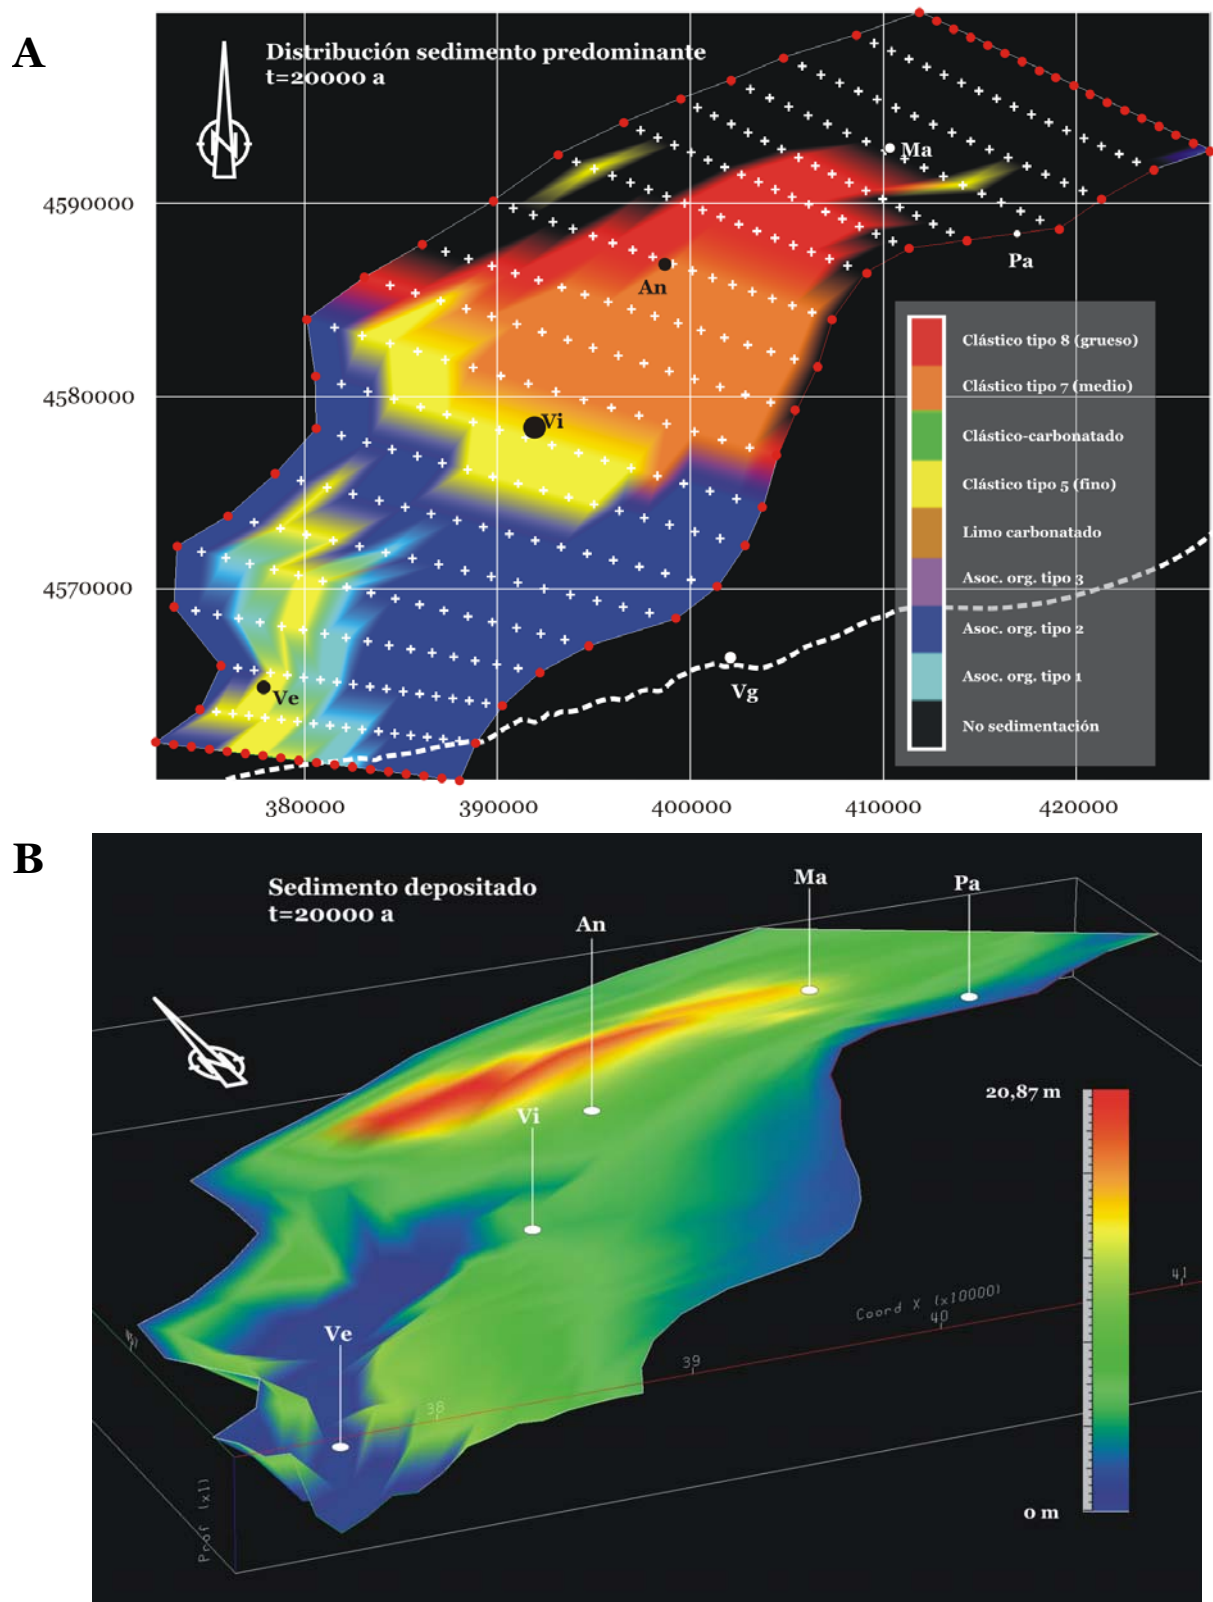 A
Distribución sedimento predominante
t=20000 a
N
Ma
4590000
Pa
An
Clástico tipo 8 (grueso)
Clástico tipo 7 (medio)
4580000
Vi
Clástico-carbonatado
Clástico tipo 5 (fino)
Limo carbonatado
4570000
Asoc. org. tipo 3
Asoc. org. tipo 2
Vg
Asoc. org. tipo 1
Ve
No sedimentación
380000 390000 400000 410000 420000
B
Sedimento depositado
t=20000 a
Ma
Pa
An
Vi
20,87 m
Coord X (x10000)
41
40
39
Ve
38
Prof (x1)
0 m